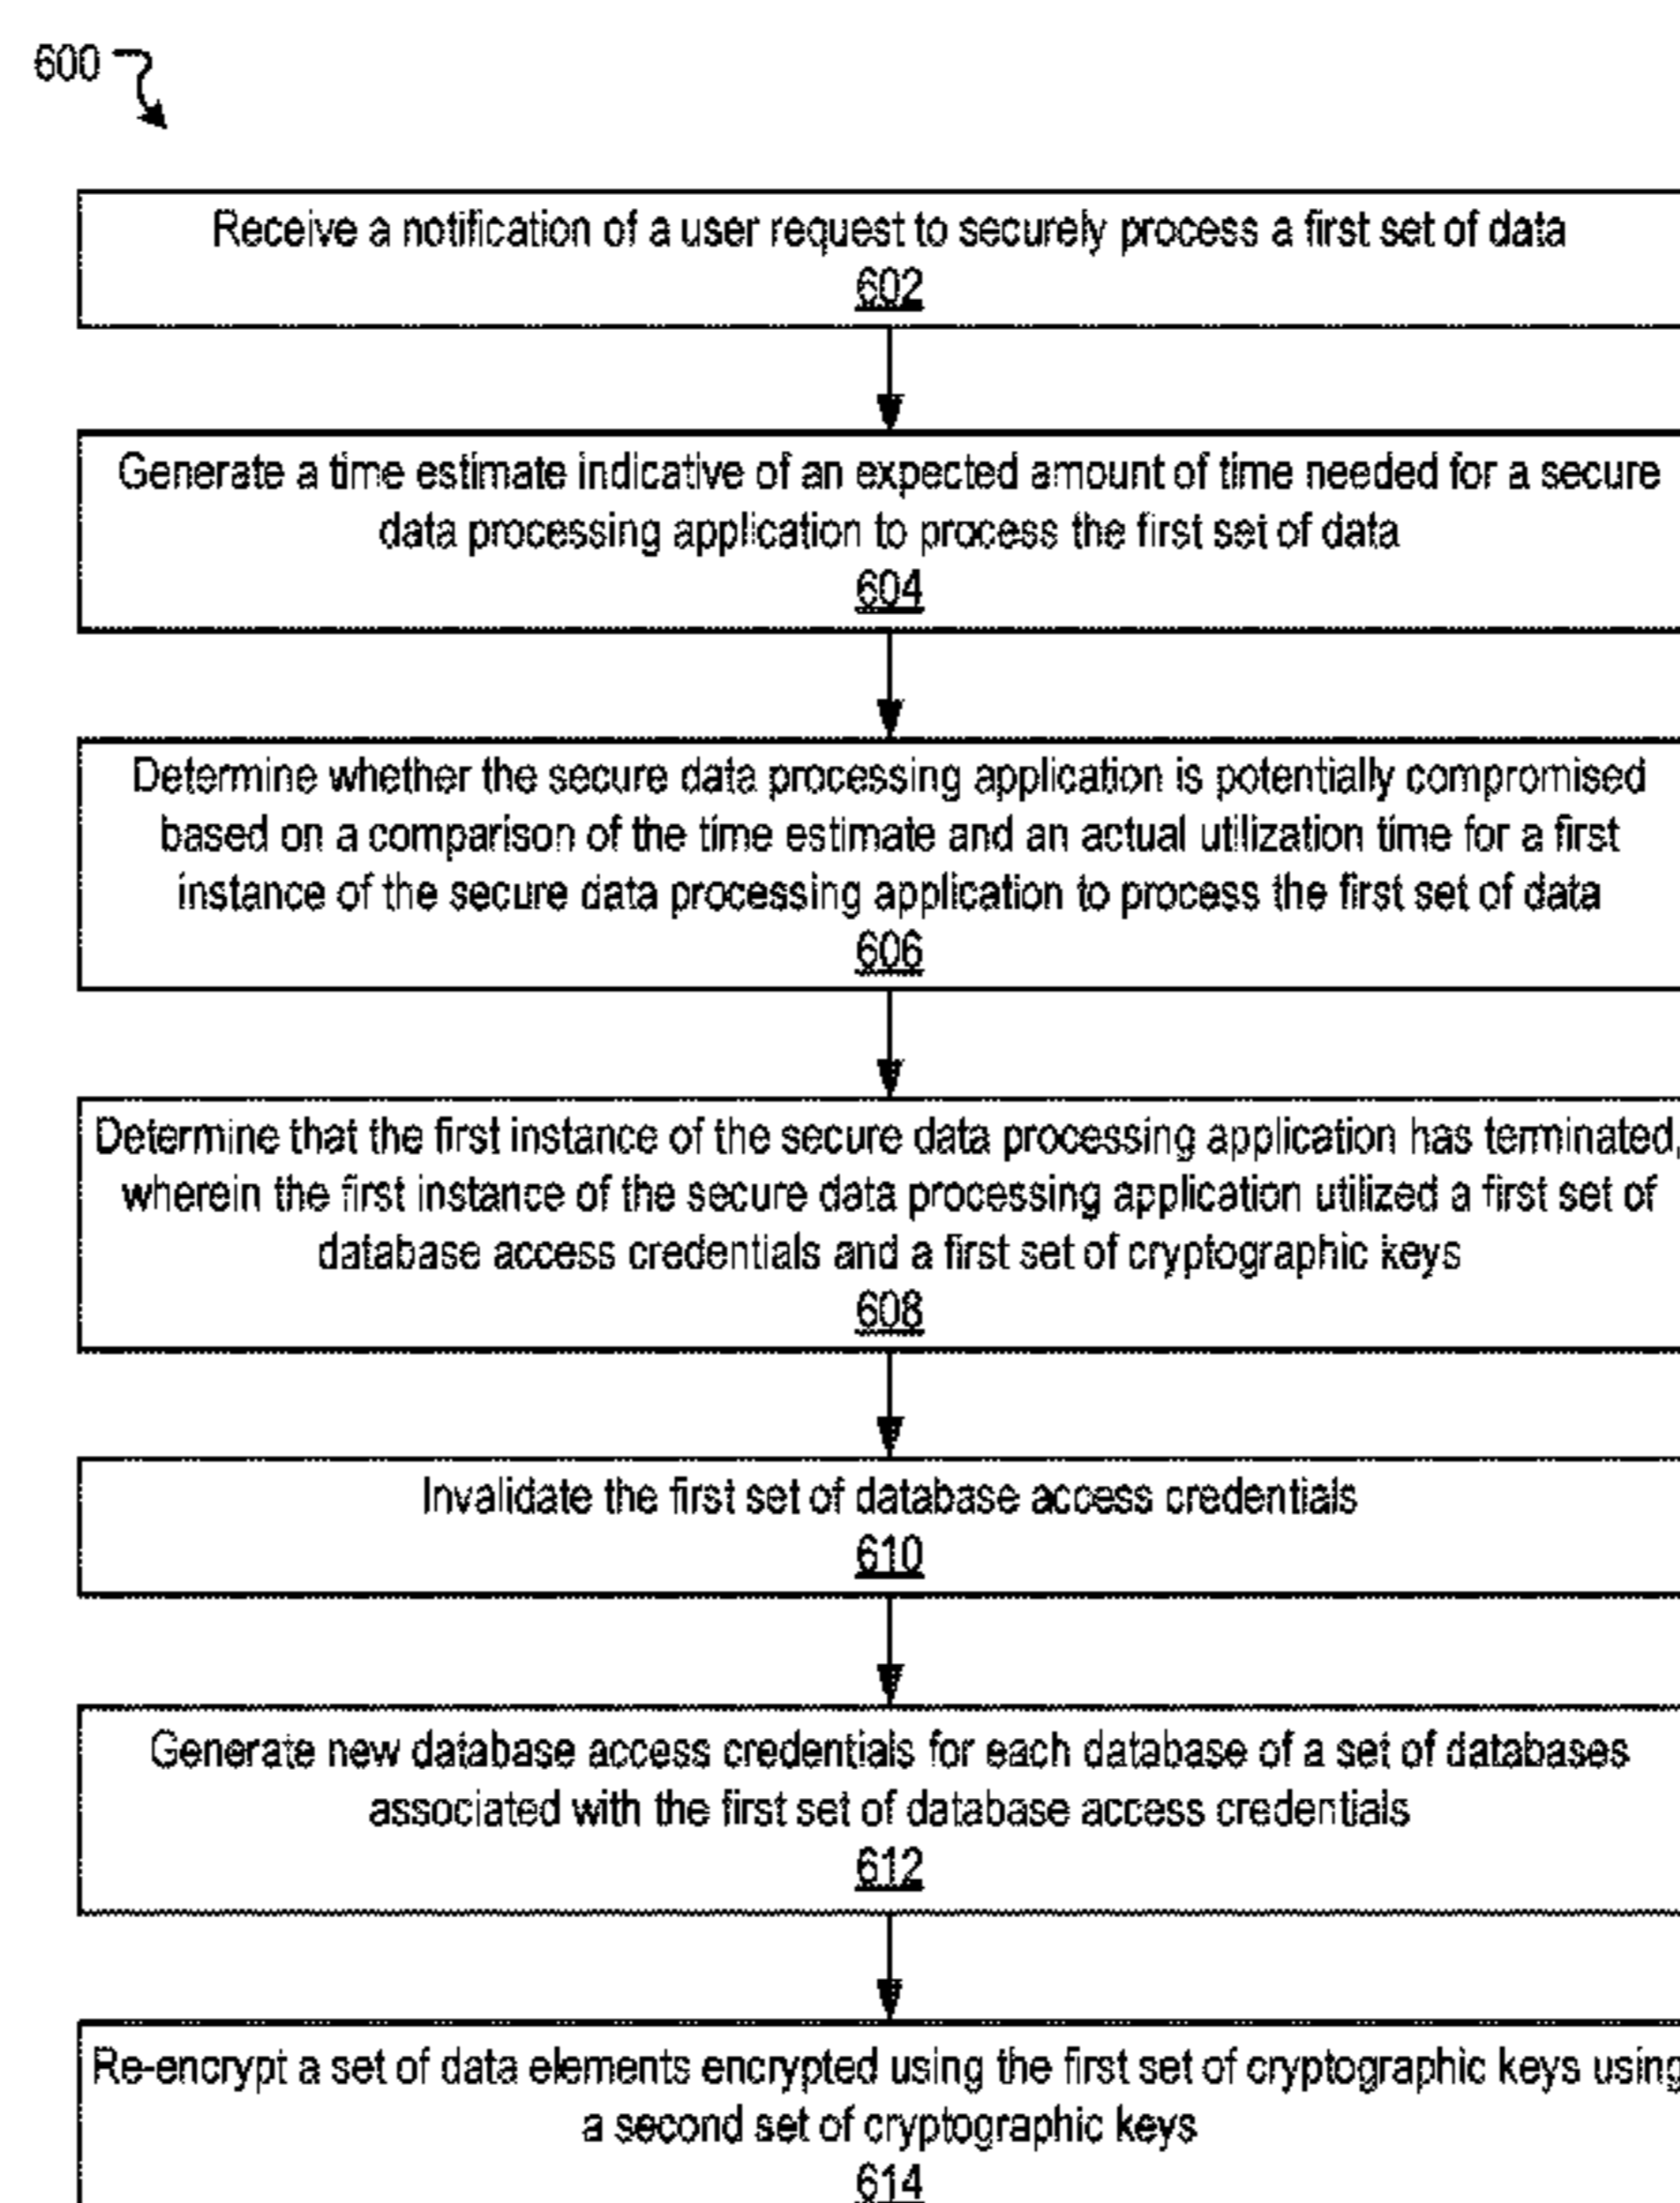 600
Receive a notification of a user request to securely process a first set of data
602
Generate a time estimate indicative of an expected amount of time needed for a secure
data processing application to process the first set of data
604
Determine whether the secure data processing application is potentially compromised
based on a comparison of the time estimate and an actual utilization time for a first
instance of the secure data processing application to process the first set of data
606
Determine that the first instance of the secure data processing application has terminated,
wherein the first instance of the secure data processing application utilized a first set of
database access credentials and a first set of cryptographic keys
608
Invalidate the first set of database access credentials
610
Generate new database access credentials for each database of a set of databases
associated with the first set of database access credentials
612
Re-encrypt a set of data elements encrypted using the first set of cryptographic keys using
a second set of cryptographic keys
614